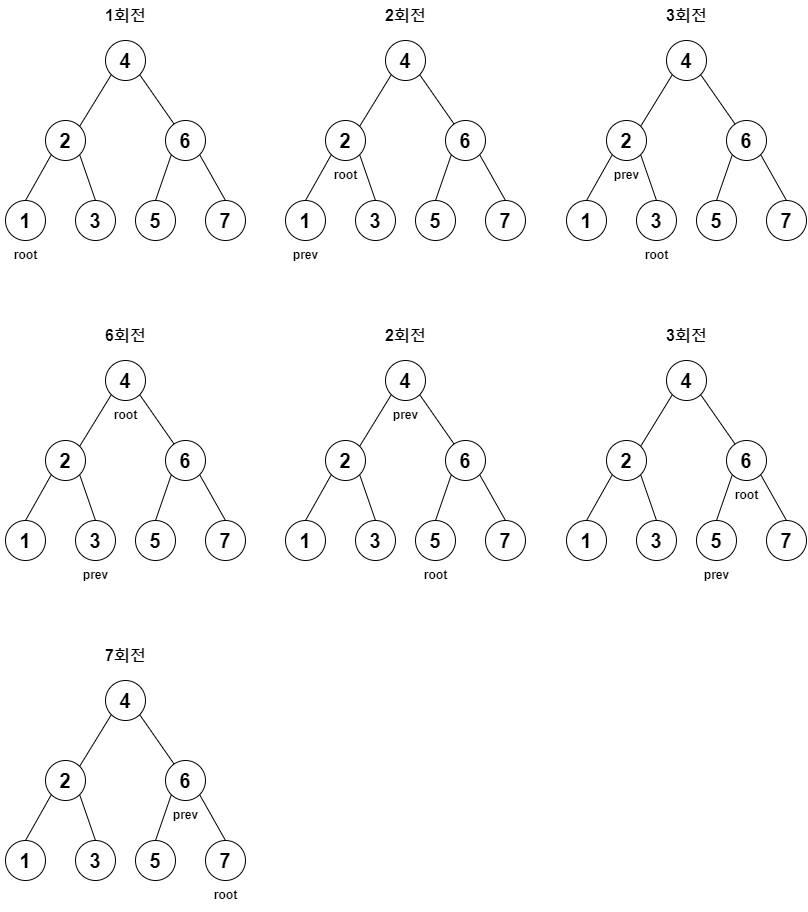 1회전 2회전 3회전
4 4 4
2 6 2 6 2 6
root prev
1 3 5 7 1 3 5 7 1 3 5 7
root prev root
6회전 2회전 3회전
4 4 4
root prev
2 6 2 6 2 6
root
1 3 5 7 1 3 5 7 1 3 5 7
prev root prev
7회전
4
2 6
prev
1 3 5 7
root